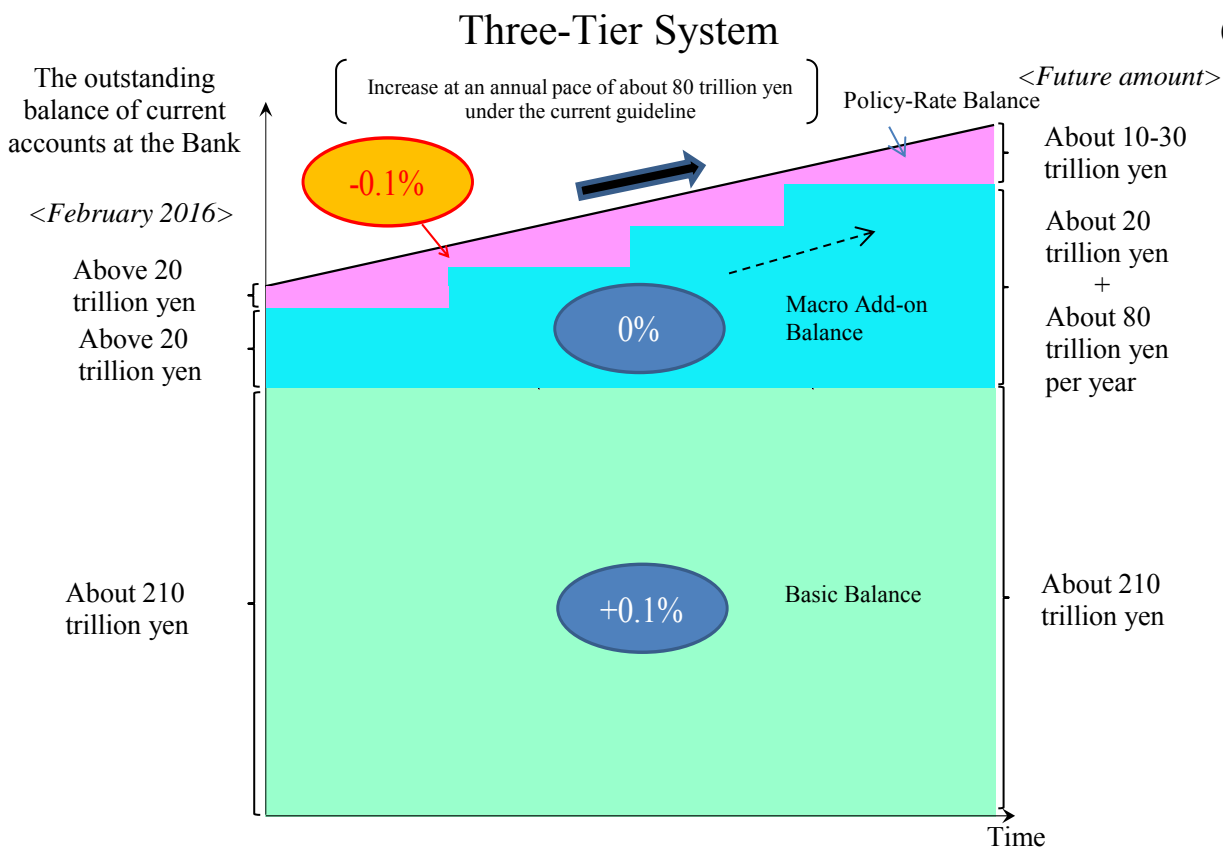 Three-Tier System
The outstanding
balance of current
accounts at the Bank
Increase at an annual pace of about 80 trillion yen
under the current guideline
<Future amount>
Policy-Rate Balance
About 10-30
trillion yen
-0.1%
<February 2016>
Above 20
trillion yen
Above 20
trillion yen
About 20
trillion yen
+
About 80
trillion yen
per year
0%
Macro Add-on
Balance
About 210
trillion yen
+0.1%
Basic Balance
About 210
trillion yen
Time